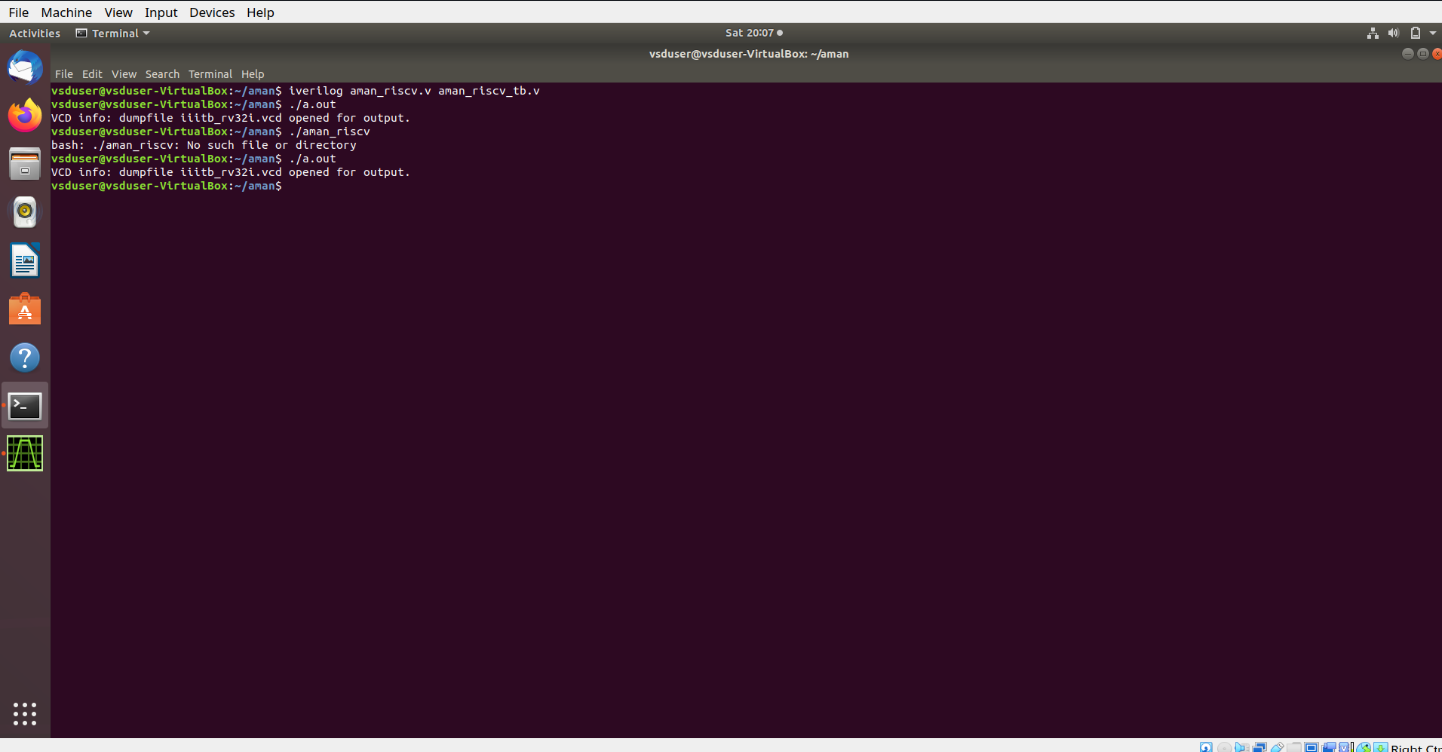 File Machine View Input Devices Help
Activities Terminal Sat 20:07
vsduser@vsduser-VirtualBox: ~/aman
File Edit View Search Terminal Help
vsduser@vsduser-VirtualBox:~/aman$ iverilog aman_riscv.v aman_riscv_tb.v
vsduser@vsduser-VirtualBox:~/aman$ ./a.out
VCD info: dumpfile iiitb_rv32i.vcd opened for output.
vsduser@vsduser-VirtualBox:~/aman$ ./aman_riscv
bash: ./aman_riscv: No such file or directory
vsduser@vsduser-VirtualBox:~/aman$ ./a.out
VCD info: dumpfile iiitb_rv32i.vcd opened for output.
vsduser@vsduser-VirtualBox:~/aman$
Right Ctr